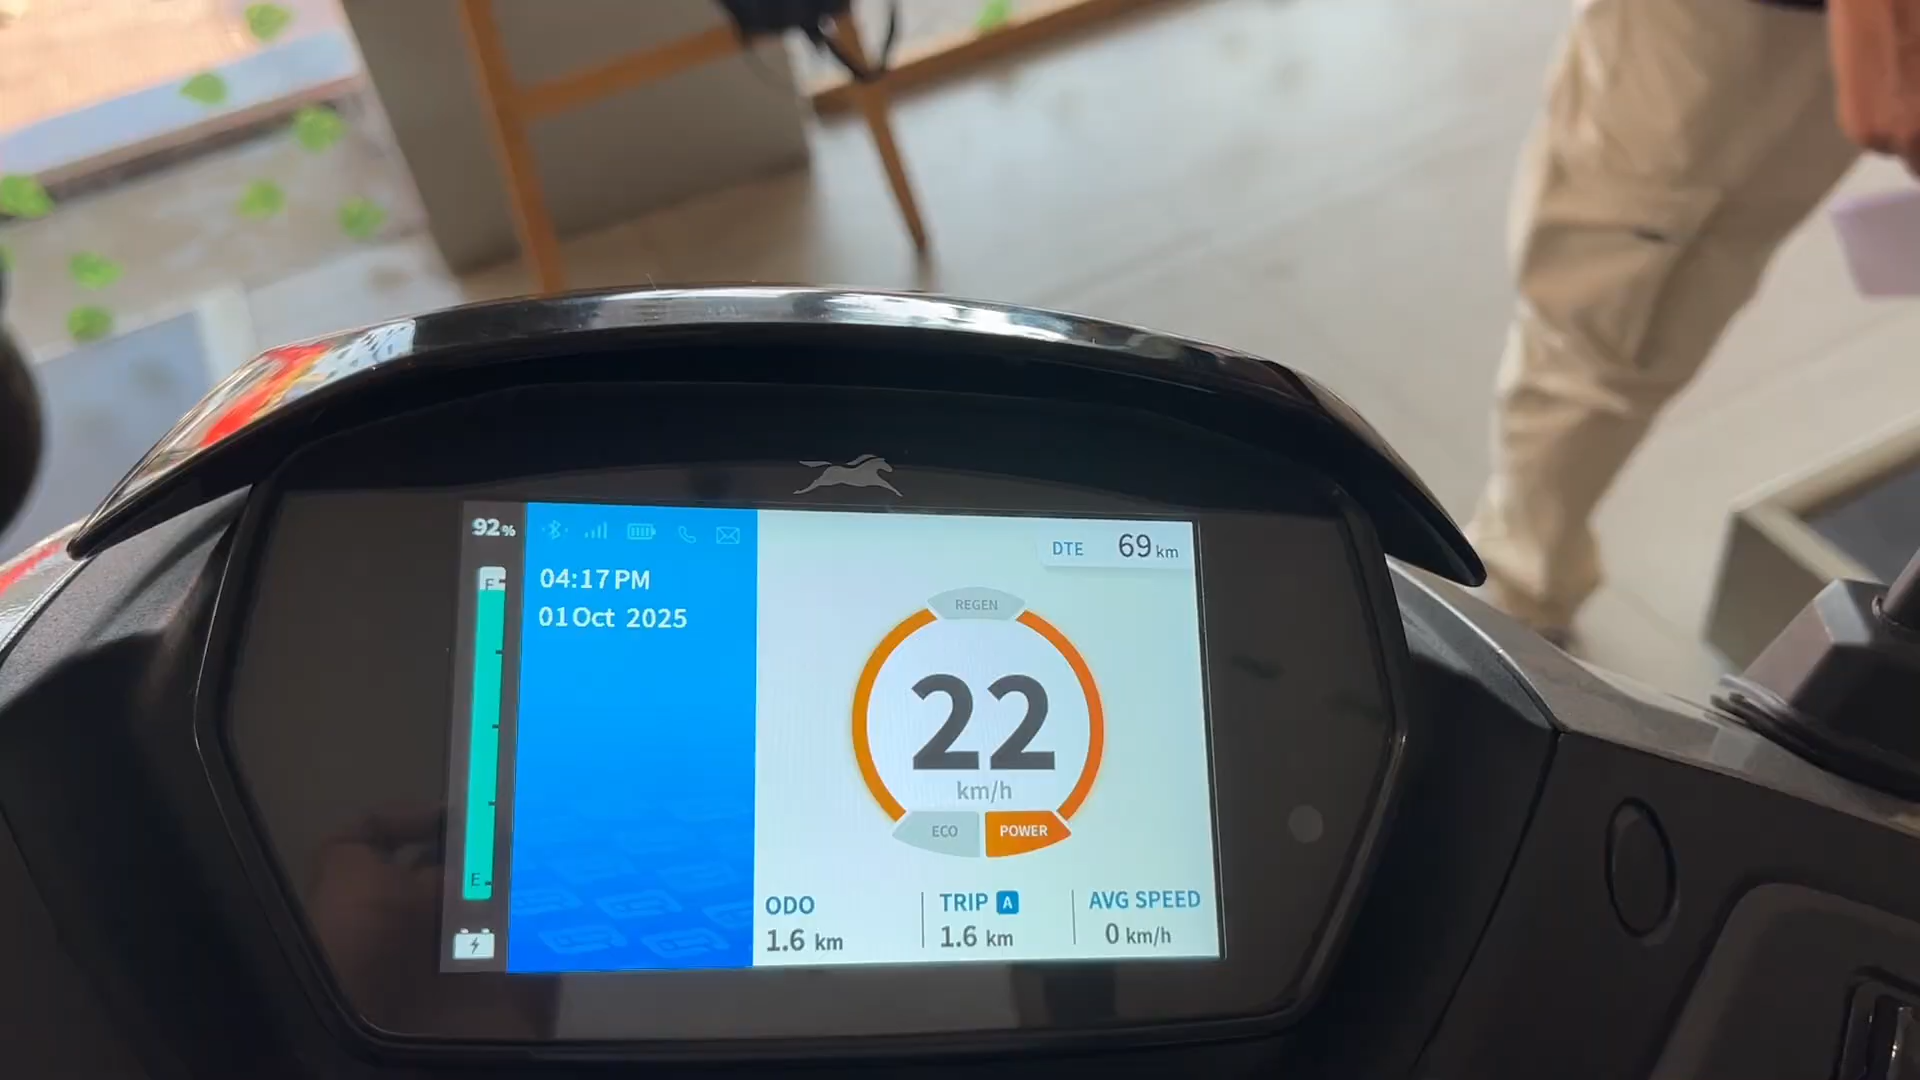 92%
F
E
04:17 PM
01 Oct 2025
DTE 69 km
REGEN
22
km/h
ECO POWER
ODO
1.6 km
TRIP A
1.6 km
AVG SPEED
0 km/h